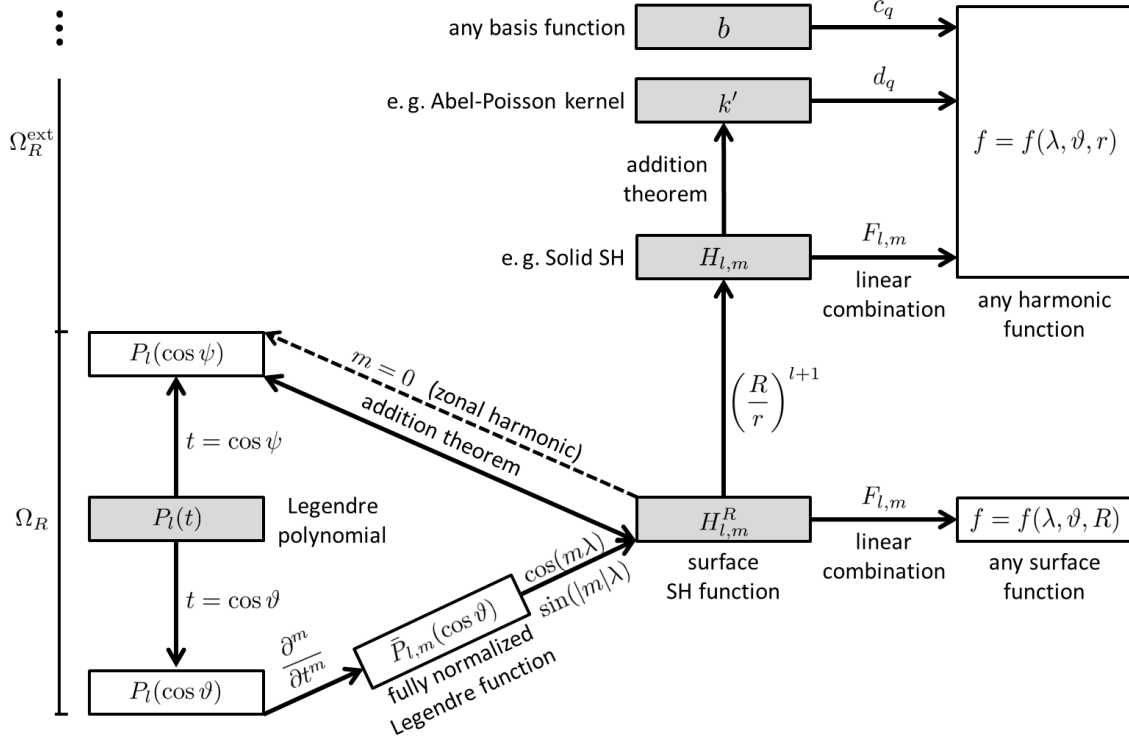 ⋮
any basis function
b
c_q
e. g. Abel-Poisson kernel
k′
d_q
Ω_R^ext
f = f(λ, ϑ, r)
addition
theorem
e. g. Solid SH
H_{l,m}
F_{l,m}
linear
combination
any harmonic
function
P_l(cos ψ)
m = 0 (zonal harmonic)
addition theorem
(R/r)^{l+1}
t = cos ψ
Ω_R
P_l(t)
Legendre
polynomial
H_{l,m}^R
F_{l,m}
f = f(λ, ϑ, R)
surface
SH function
linear
combination
any surface
function
t = cos ϑ
cos(mλ)
sin(|m|λ)
P̄_{l,m}(cos ϑ)
∂^m/∂t^m
fully normalized
Legendre function
P_l(cos ϑ)